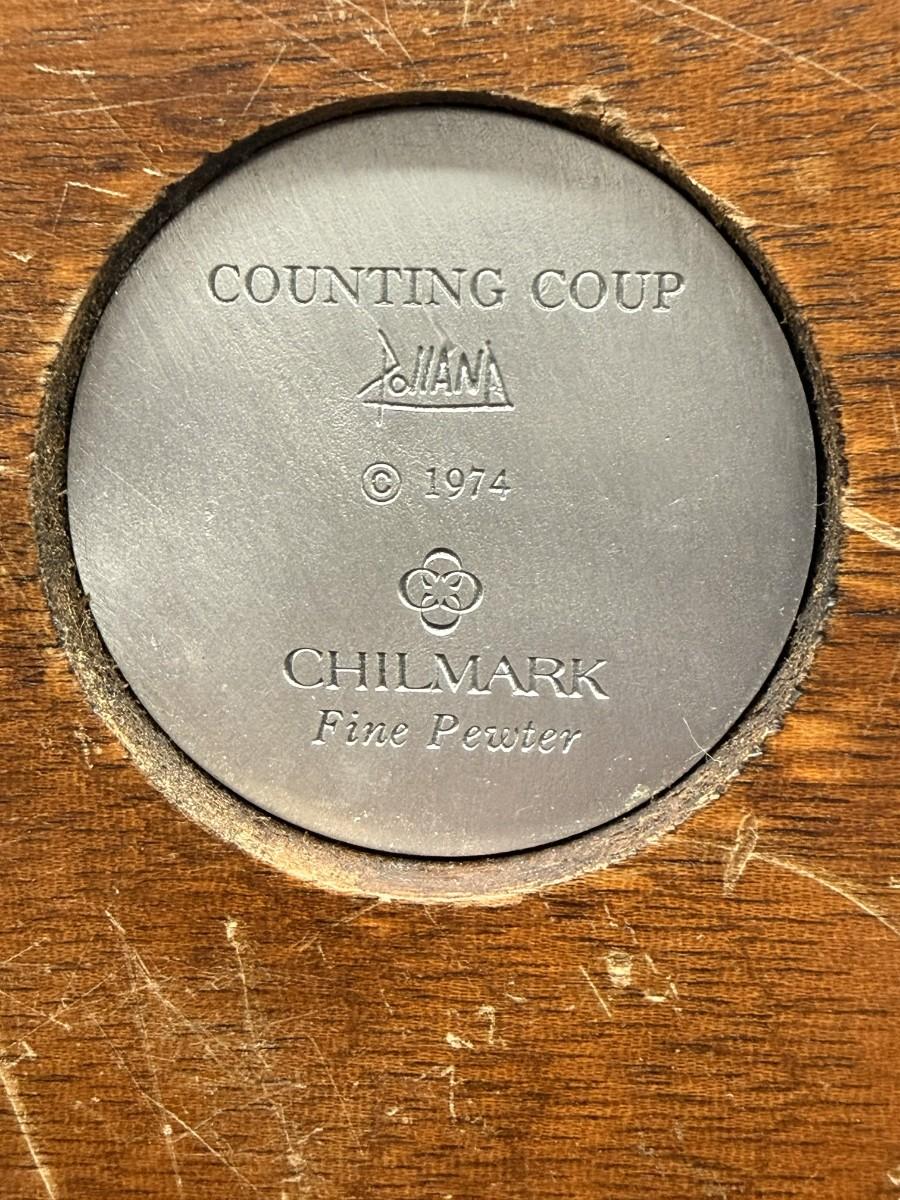 COUNTING COUP
Polland
© 1974
CHILMARK
Fine Pewter